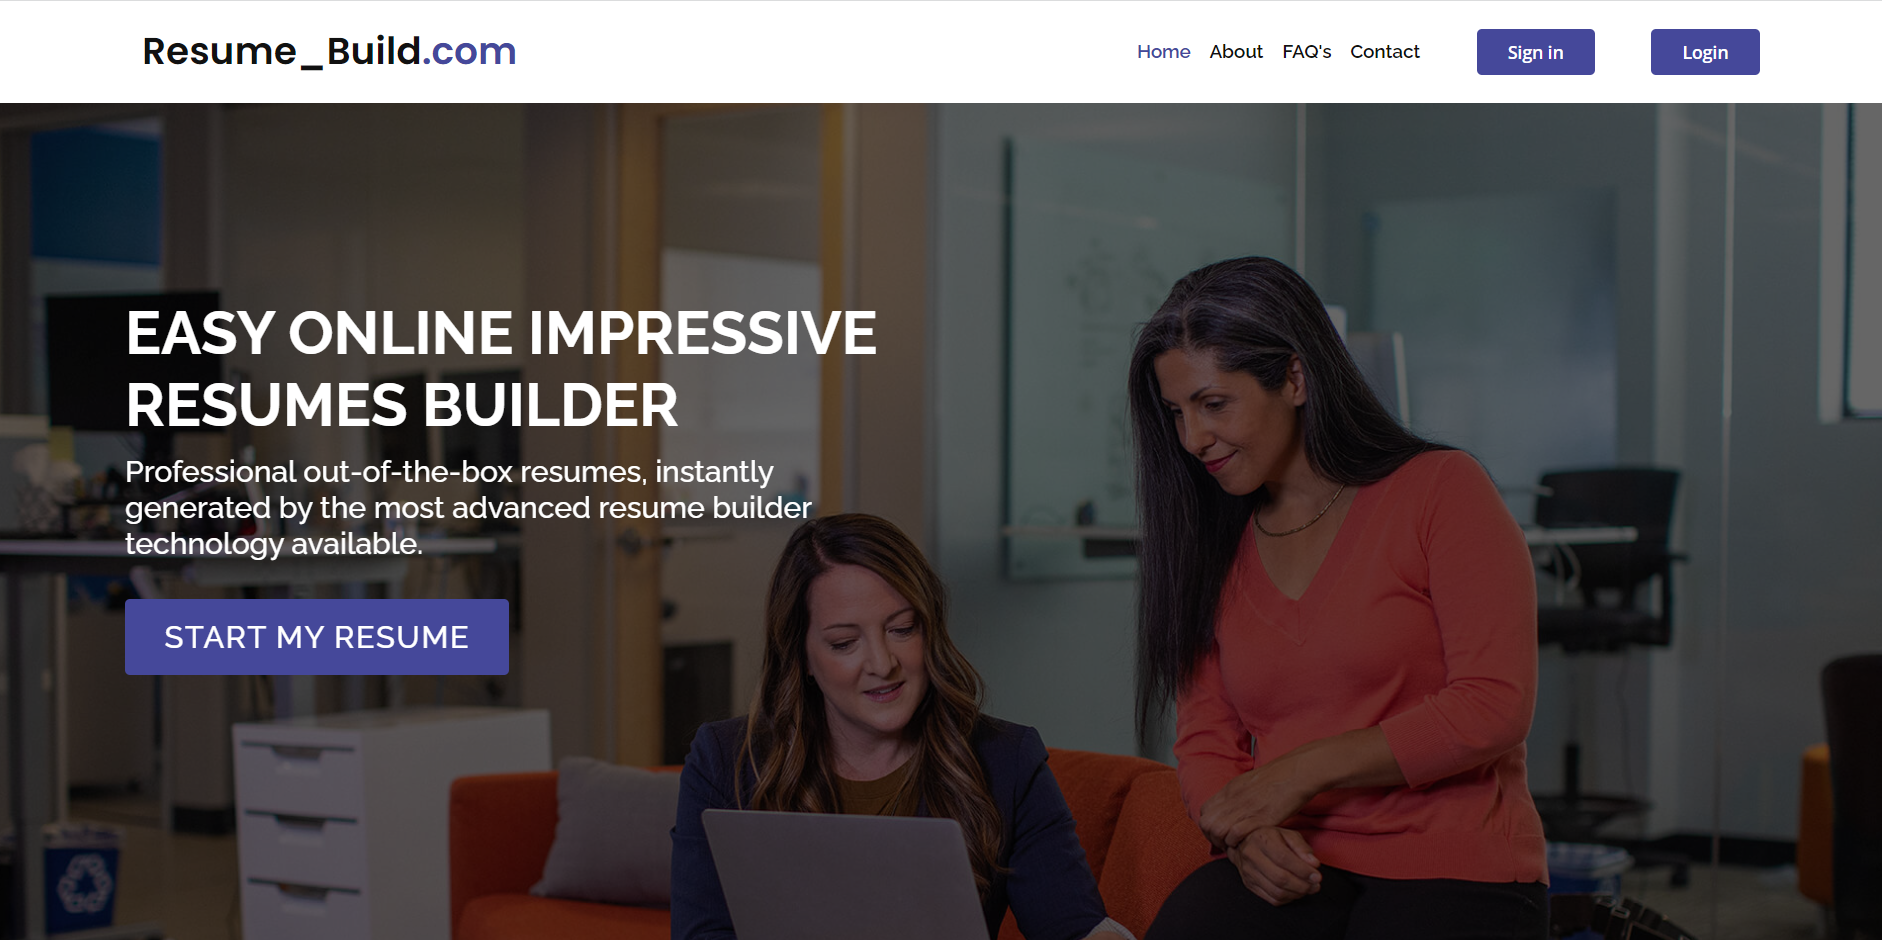 Resume_Build.com
Home About FAQ's Contact Sign in Login
EASY ONLINE IMPRESSIVE
RESUMES BUILDER
Professional out-of-the-box resumes, instantly
generated by the most advanced resume builder
technology available.
START MY RESUME